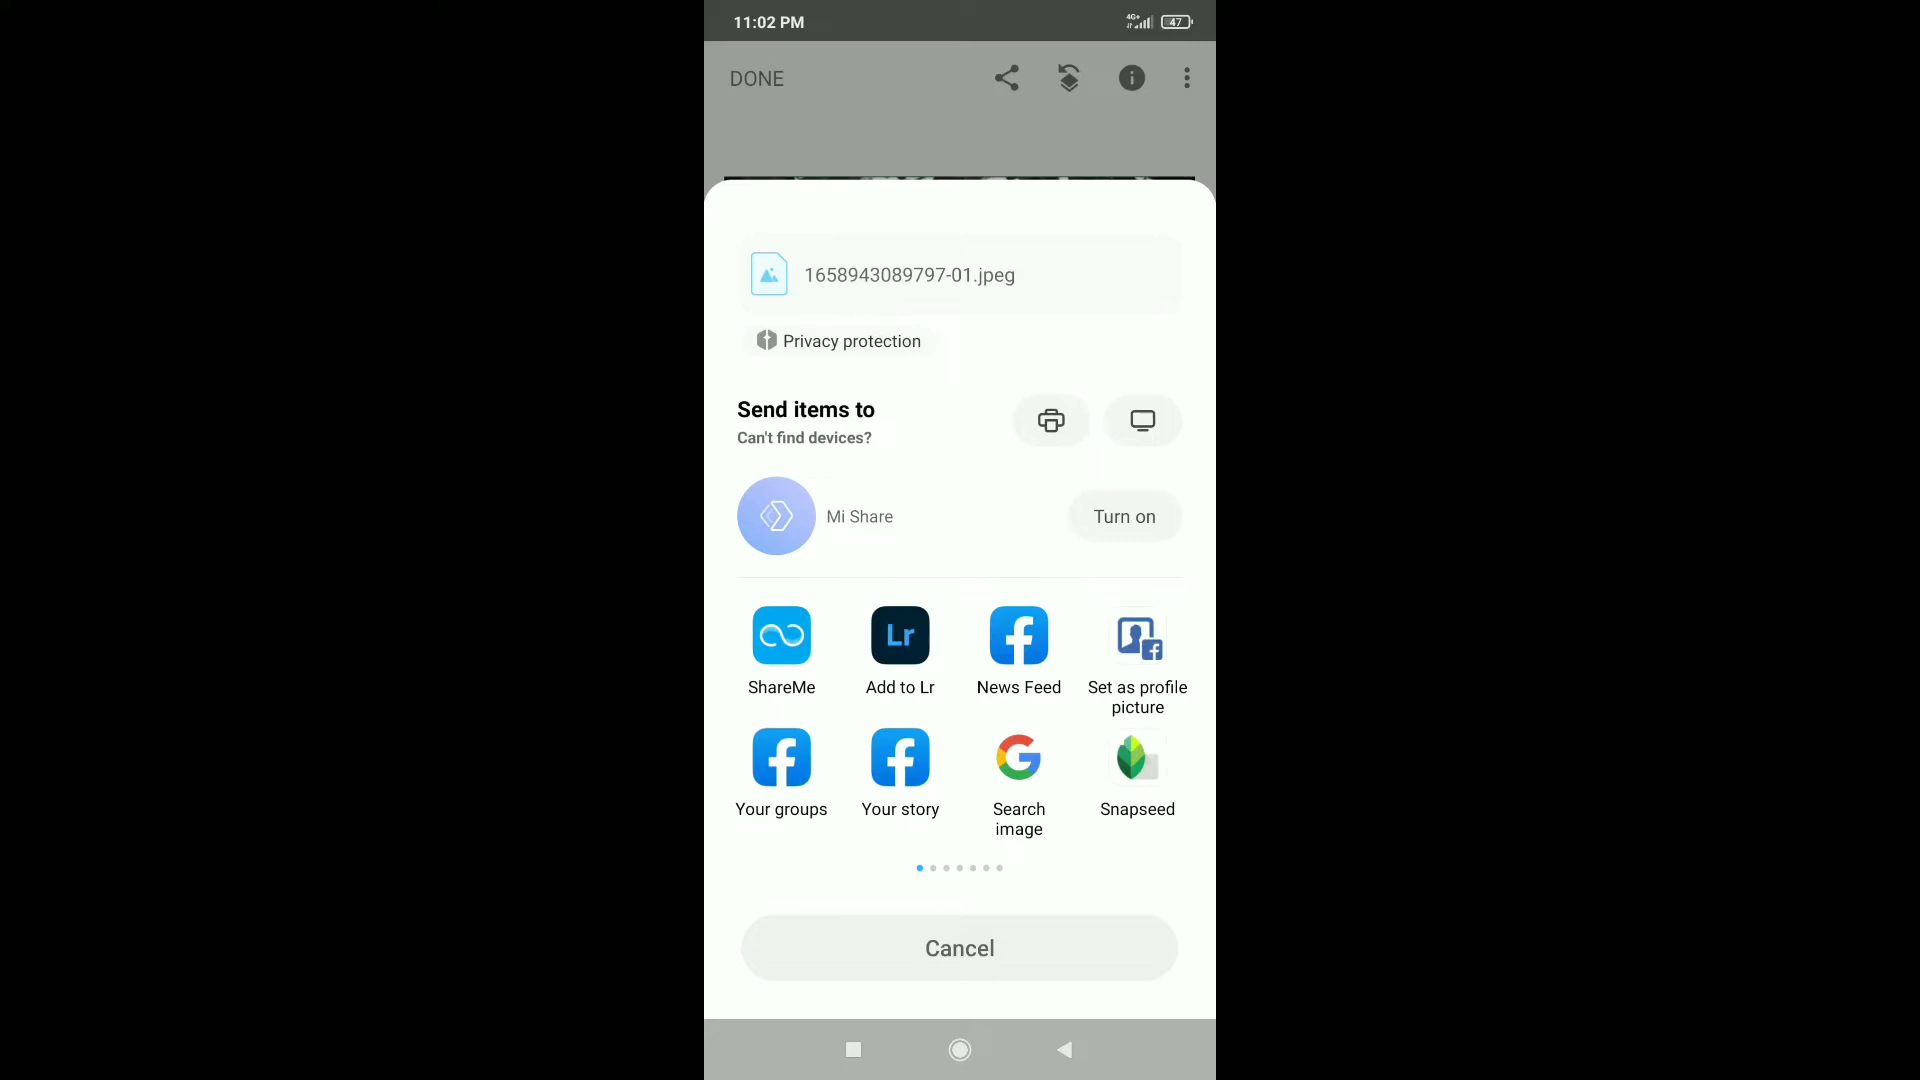 11:02 PM
4G+
47
DONE
1658943089797-01.jpeg
Privacy protection
Send items to
Can't find devices?
Mi Share
Turn on
Lr
ShareMe
Add to Lr
News Feed
Set as profile
picture
Your groups
Your story
Search
image
Snapseed
Cancel